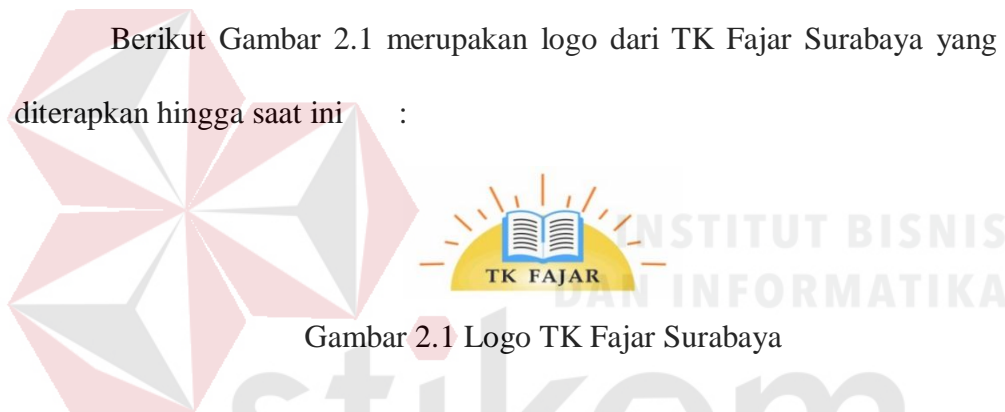 Berikut Gambar 2.1 merupakan logo dari TK Fajar Surabaya yang
diterapkan hingga saat ini :
TK FAJAR
INSTITUT BISNIS
DAN INFORMATIKA
Gambar 2.1 Logo TK Fajar Surabaya
stikom